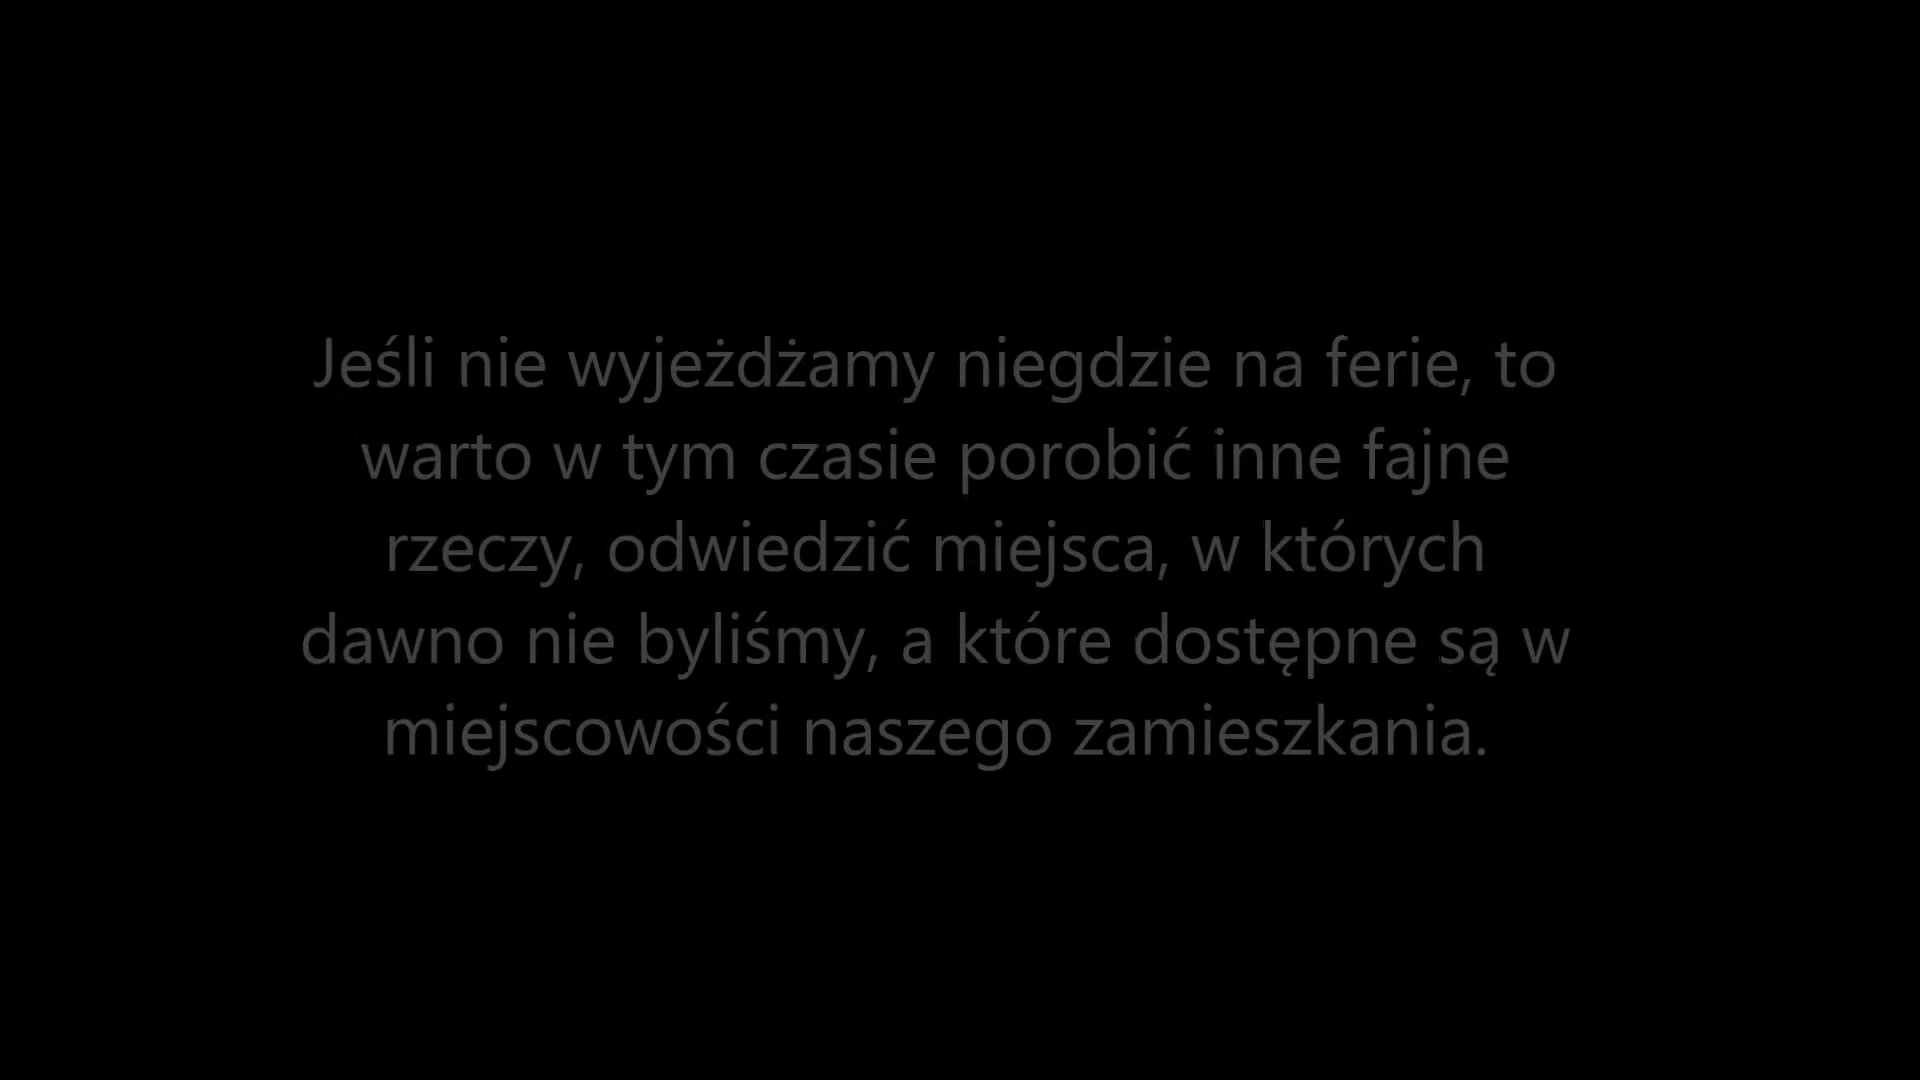 Jeśli nie wyjeżdżamy niegdzie na ferie, to
warto w tym czasie porobić inne fajne
rzeczy, odwiedzić miejsca, w których
dawno nie byliśmy, a które dostępne są w
miejscowości naszego zamieszkania.